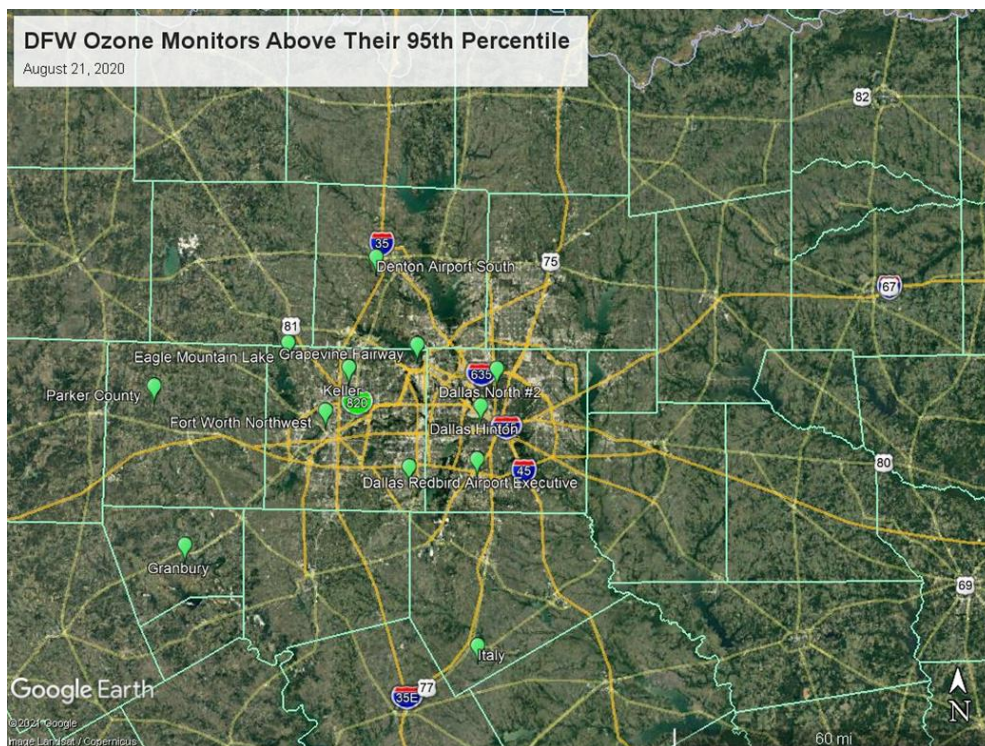 DFW Ozone Monitors Above Their 95th Percentile
August 21, 2020
82
35
Denton Airport South
75
67
81
Eagle Mountain Lake
Grapevine Fairway
635
Parker County
Keller
820
Dallas North #2
Fort Worth Northwest
Dallas Hinton
45
80
Dallas Redbird Airport Executive
Granbury
69
Italy
77
35E
Google Earth
N
©2021 Google
Image Landsat / Copernicus
60 mi